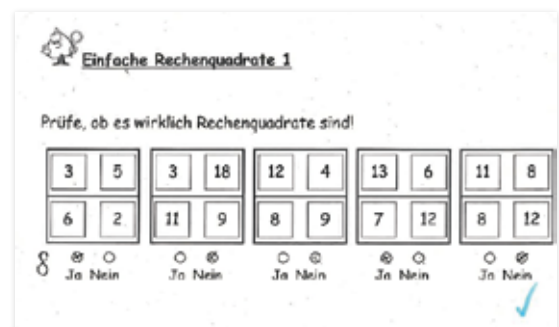 Einfache Rechenquadrate 1
Prüfe, ob es wirklich Rechenquadrate sind!
3 5 3 18 12 4 13 6 11 8
6 2 11 9 8 9 7 12 8 12
Ja Nein Ja Nein Ja Nein Ja Nein Ja Nein